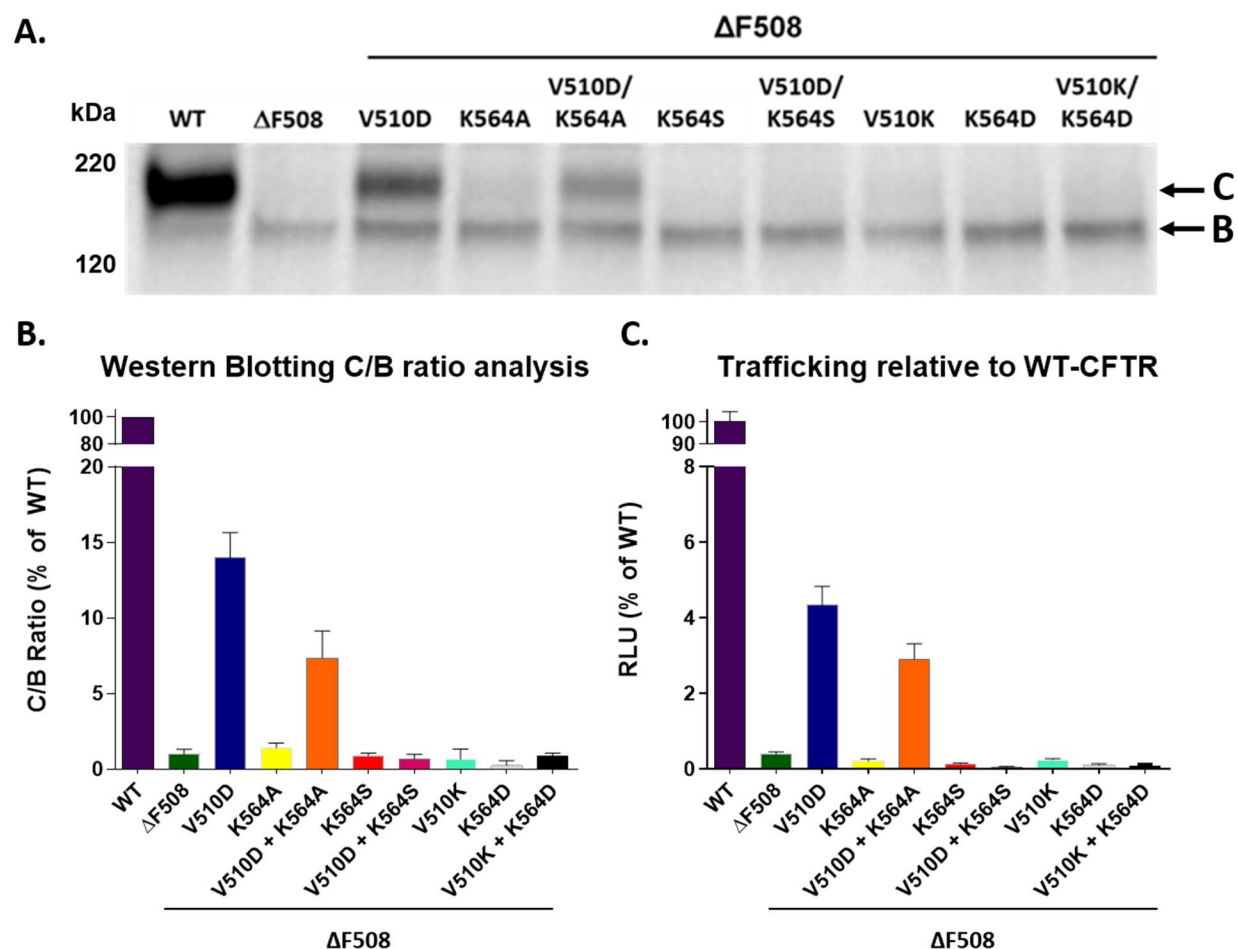 A.
ΔF508
kDa
WT ΔF508 V510D K564A V510D/ K564A K564S V510D/ K564S V510K K564D V510K/ K564D
220
C
B
120
B.
Western Blotting C/B ratio analysis
C/B Ratio (% of WT)
100
80
20
15
10
5
0
WT
ΔF508
V510D
K564A
V510D + K564A
K564S
V510D + K564S
V510K
K564D
V510K + K564D
ΔF508
C.
Trafficking relative to WT-CFTR
RLU (% of WT)
100
90
8
6
4
2
0
WT
ΔF508
V510D
K564A
V510D + K564A
K564S
V510D + K564S
V510K
K564D
V510K + K564D
ΔF508